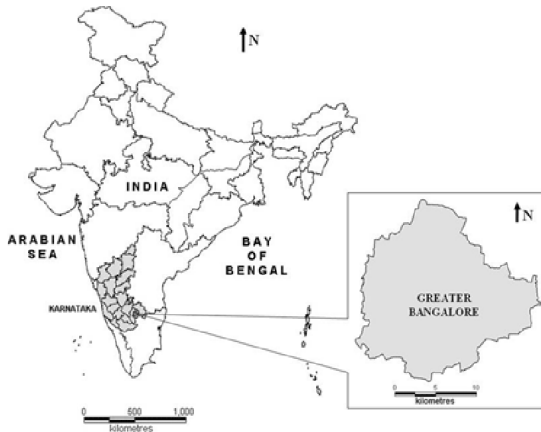 N
INDIA
ARABIAN
SEA
BAY
OF
BENGAL
KARNATAKA
0 500 1,000
kilometres
N
GREATER
BANGALORE
0 5 10
kilometres